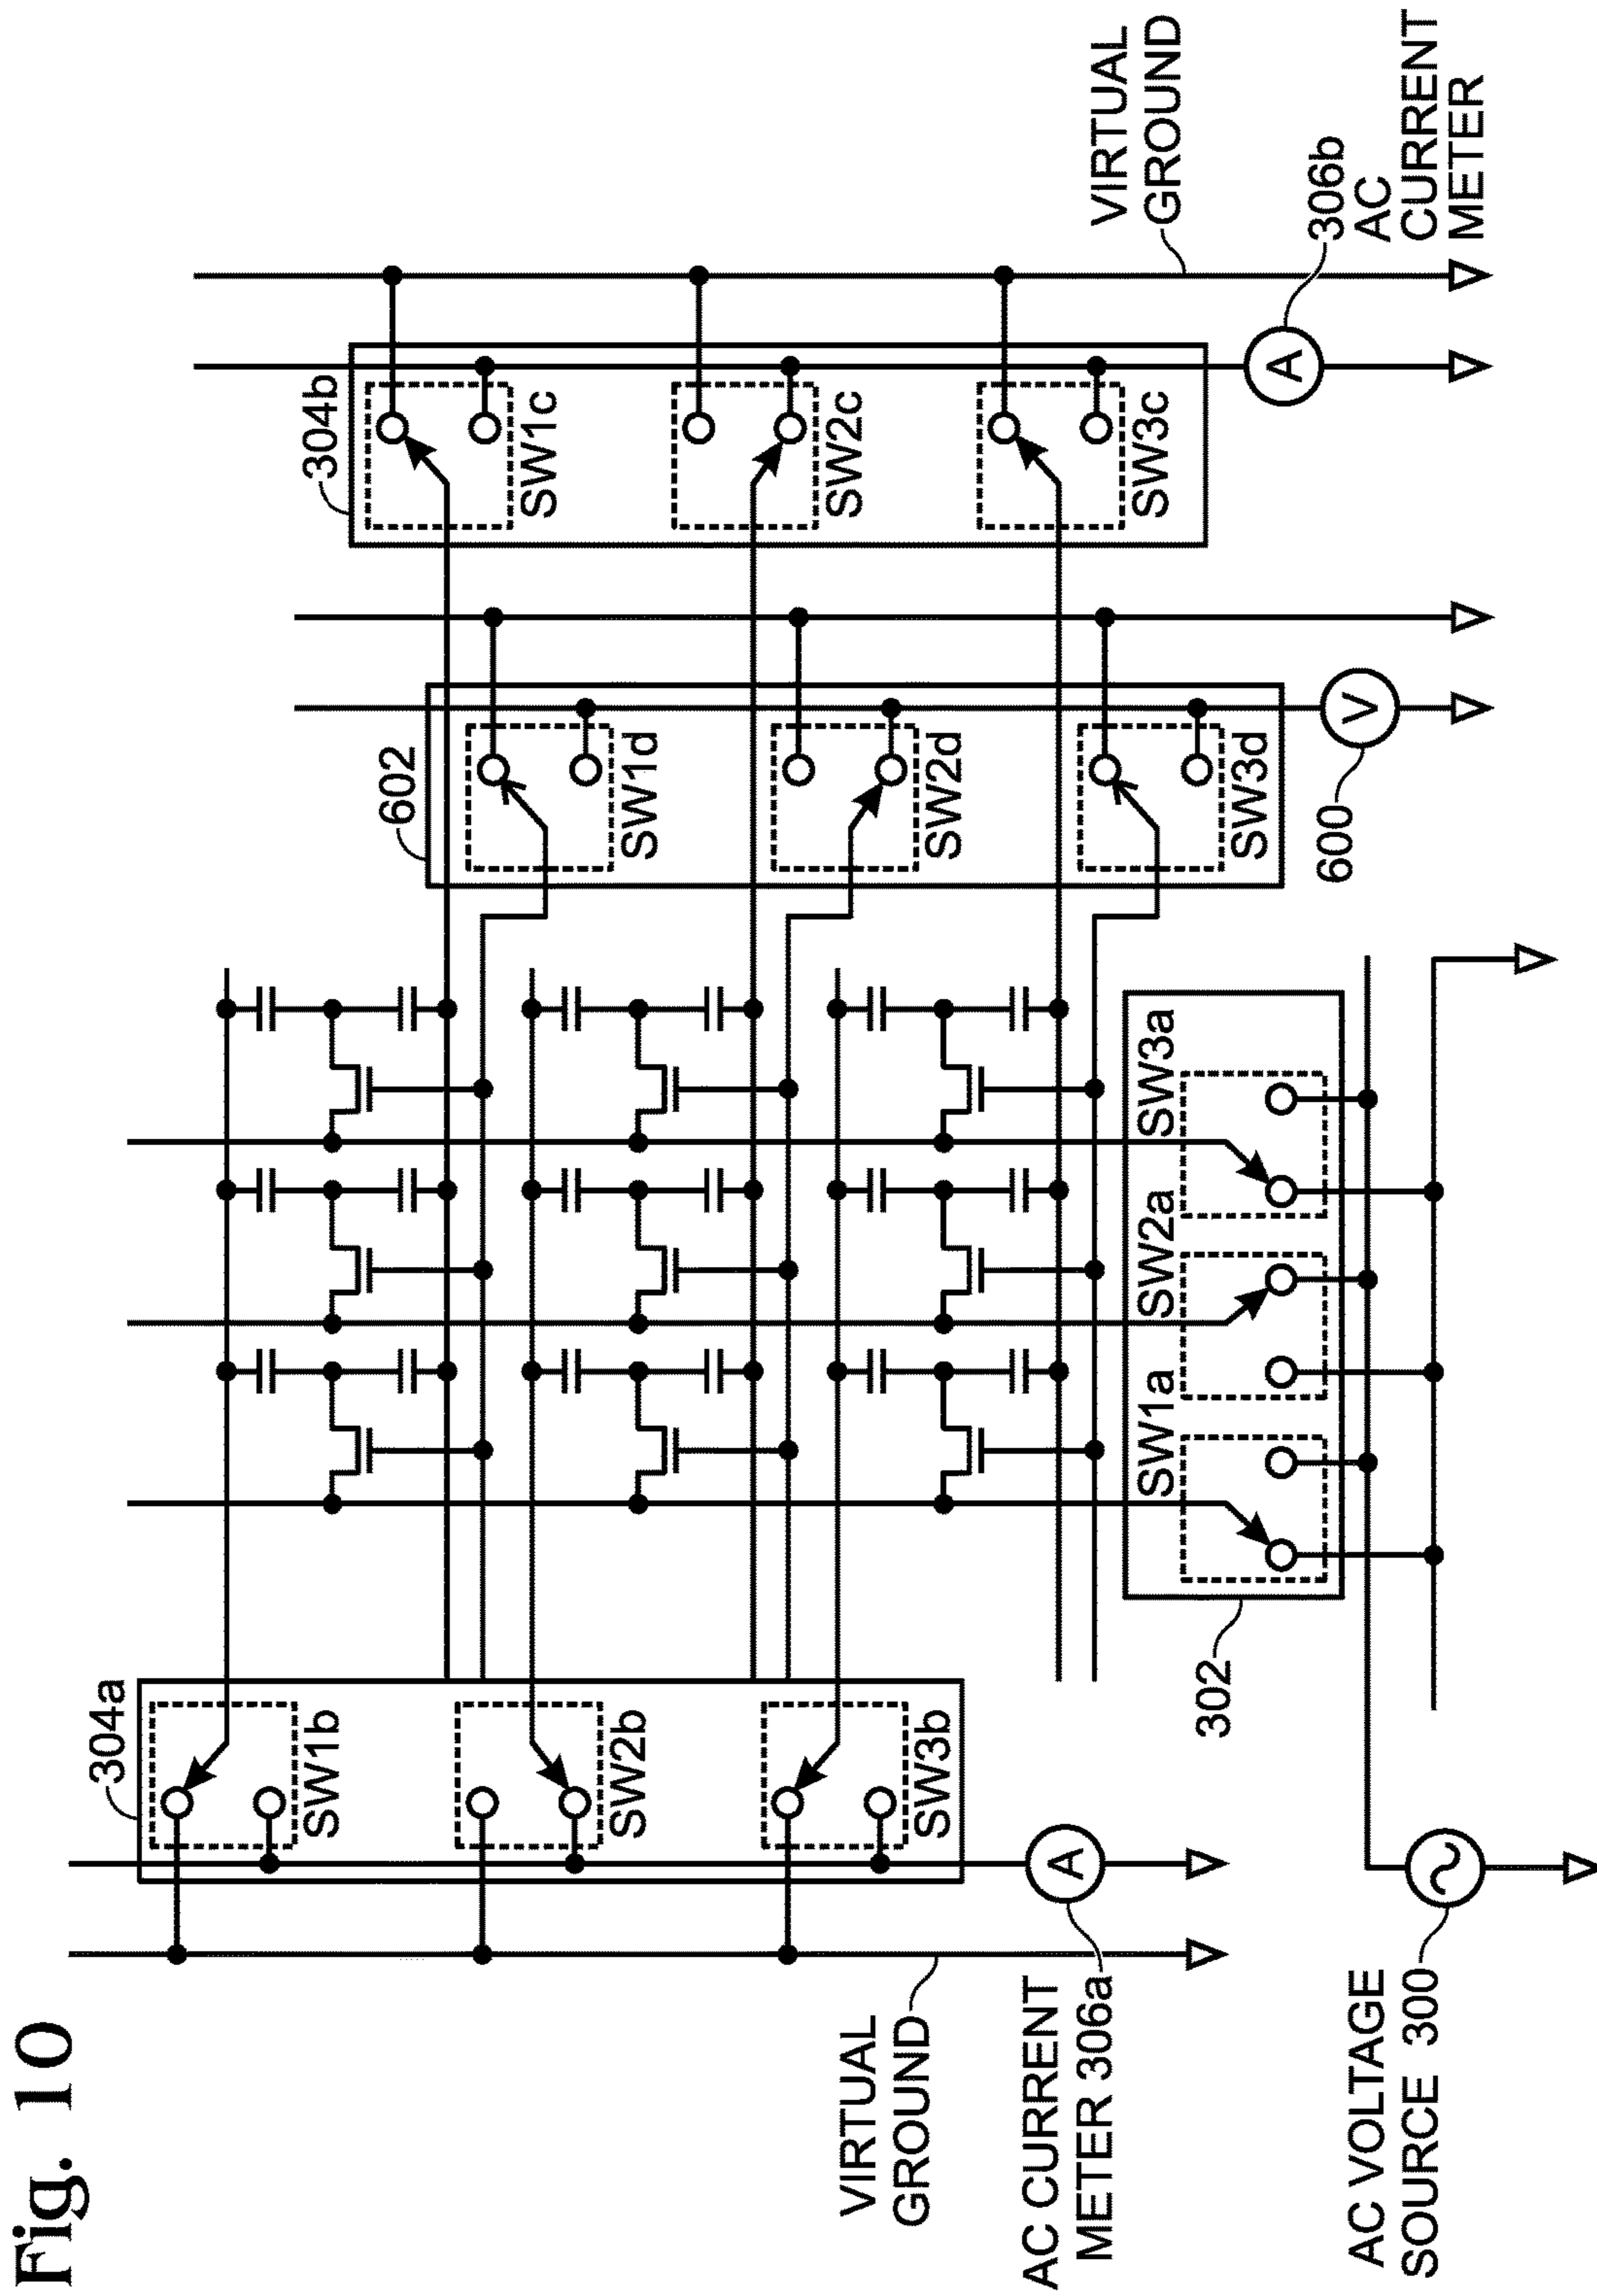 Fig. 10
304a
SW1b
SW2b
SW3b
VIRTUAL
GROUND
AC CURRENT
METER 306a
AC VOLTAGE
SOURCE 300
302
SW1a
SW2a
SW3a
602
SW1d
SW2d
SW3d
600
V
304b
SW1c
SW2c
SW3c
A
A
VIRTUAL
GROUND
306b
AC
CURRENT
METER